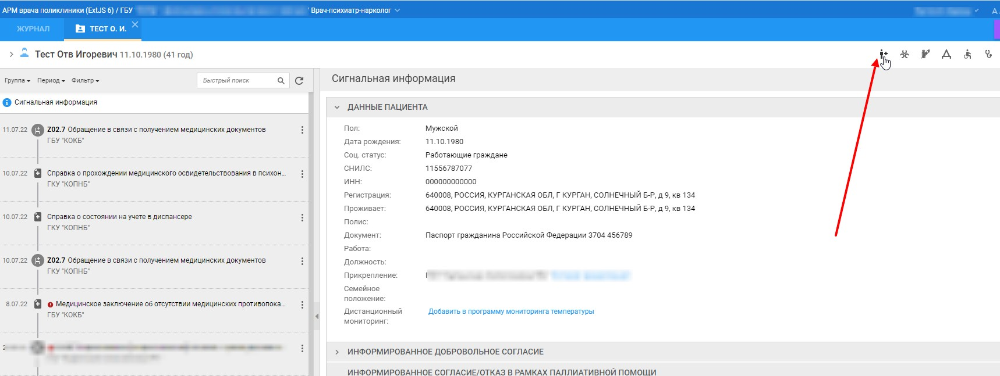 АРМ врача поликлиники (ExtJS 6) / ГБУ / Врач-психиатр-нарколог
А
ЖУРНАЛ
ТЕСТ О. И.
Тест Отв Игоревич 11.10.1980 (41 год)
Группа Период Фильтр
Быстрый поиск
Сигнальная информация
11.07.22 Z02.7 Обращение в связи с получением медицинских документов
ГБУ "КОКБ"
10.07.22 Справка о прохождении медицинского освидетельствования в психон...
ГКУ "КОПНБ"
10.07.22 Справка о состоянии на учете в диспансере
ГКУ "КОПНБ"
10.07.22 Z02.7 Обращение в связи с получением медицинских документов
ГКУ "КОПНБ"
8.07.22 Медицинское заключение об отсутствии медицинских противопока...
ГБУ "КОКБ"
Сигнальная информация
ДАННЫЕ ПАЦИЕНТА
Пол: Мужской
Дата рождения: 11.10.1980
Соц. статус: Работающие граждане
СНИЛС: 11556787077
ИНН: 000000000000
Регистрация: 640008, РОССИЯ, КУРГАНСКАЯ ОБЛ, Г КУРГАН, СОЛНЕЧНЫЙ Б-Р, д 9, кв 134
Проживает: 640008, РОССИЯ, КУРГАНСКАЯ ОБЛ, Г КУРГАН, СОЛНЕЧНЫЙ Б-Р, д 9, кв 134
Полис:
Документ: Паспорт гражданина Российской Федерации 3704 456789
Работа:
Должность:
Прикрепление:
Семейное
положение:
Дистанционный
мониторинг: Добавить в программу мониторинга температуры
ИНФОРМИРОВАННОЕ ДОБРОВОЛЬНОЕ СОГЛАСИЕ
ИНФОРМИРОВАННОЕ СОГЛАСИЕ/ОТКАЗ В РАМКАХ ПАЛЛИАТИВНОЙ ПОМОЩИ